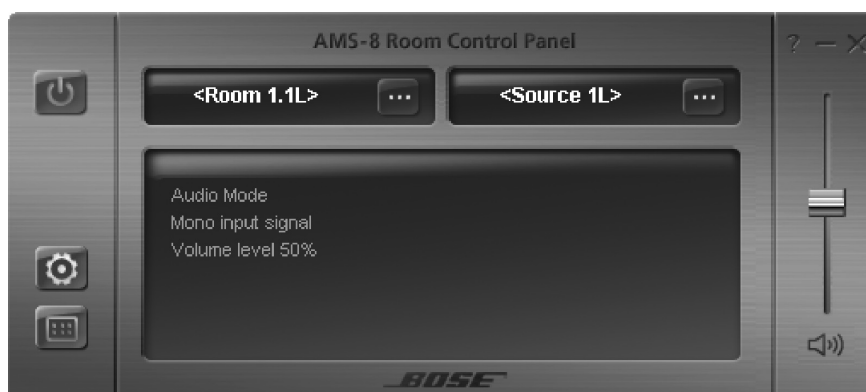 AMS-8 Room Control Panel
? — X
<Room 1.1L> ...
<Source 1L> ...
Audio Mode
Mono input signal
Volume level 50%
BOSE